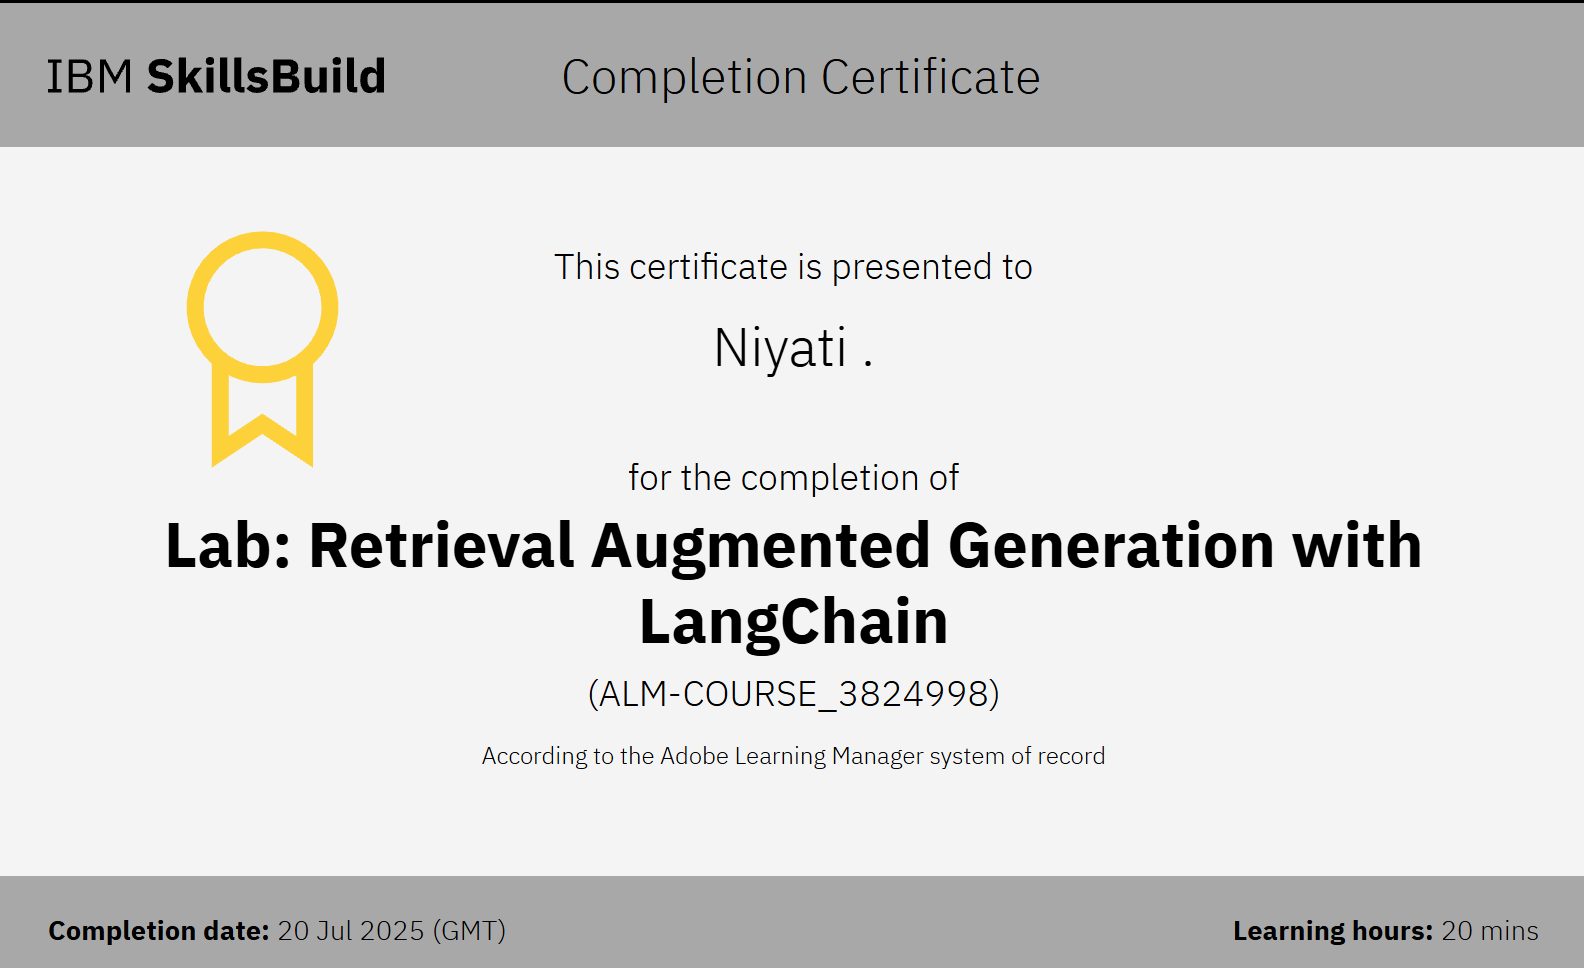 IBM SkillsBuild
Completion Certificate
This certificate is presented to
Niyati .
for the completion of
Lab: Retrieval Augmented Generation with
LangChain
(ALM-COURSE_3824998)
According to the Adobe Learning Manager system of record
Completion date: 20 Jul 2025 (GMT)
Learning hours: 20 mins